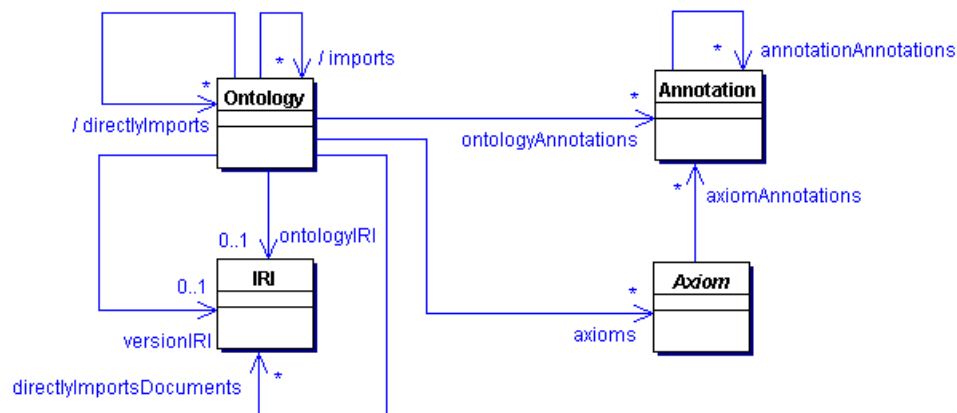 *
/ imports
*
annotationAnnotations
*
Ontology
*
Annotation
/ directlyImports
ontologyAnnotations
*
axiomAnnotations
0..1
ontologyIRI
IRI
Axiom
0..1
*
versionIRI
axioms
directlyImportsDocuments
*